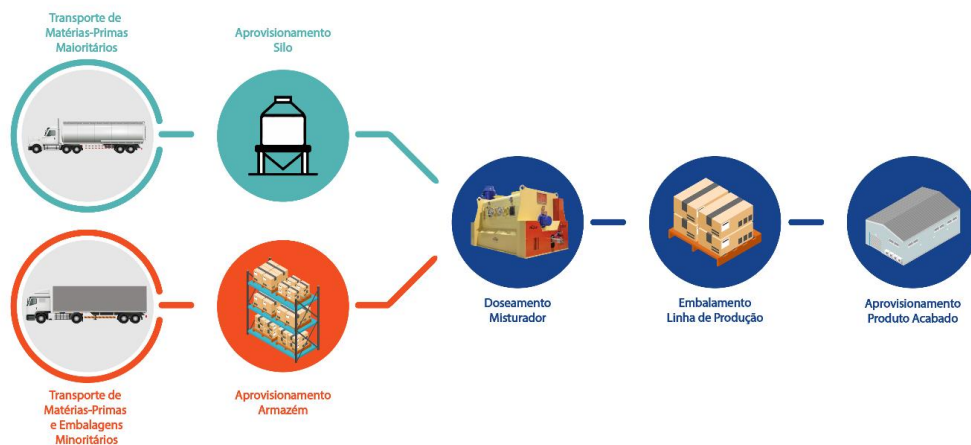 Transporte de
Matérias-Primas
Maioritários
Aprovisionamento
Silo
Doseamento
Misturador
Embalamento
Linha de Produção
Aprovisionamento
Produto Acabado
Transporte de
Matérias-Primas
e Embalagens
Minoritários
Aprovisionamento
Armazém